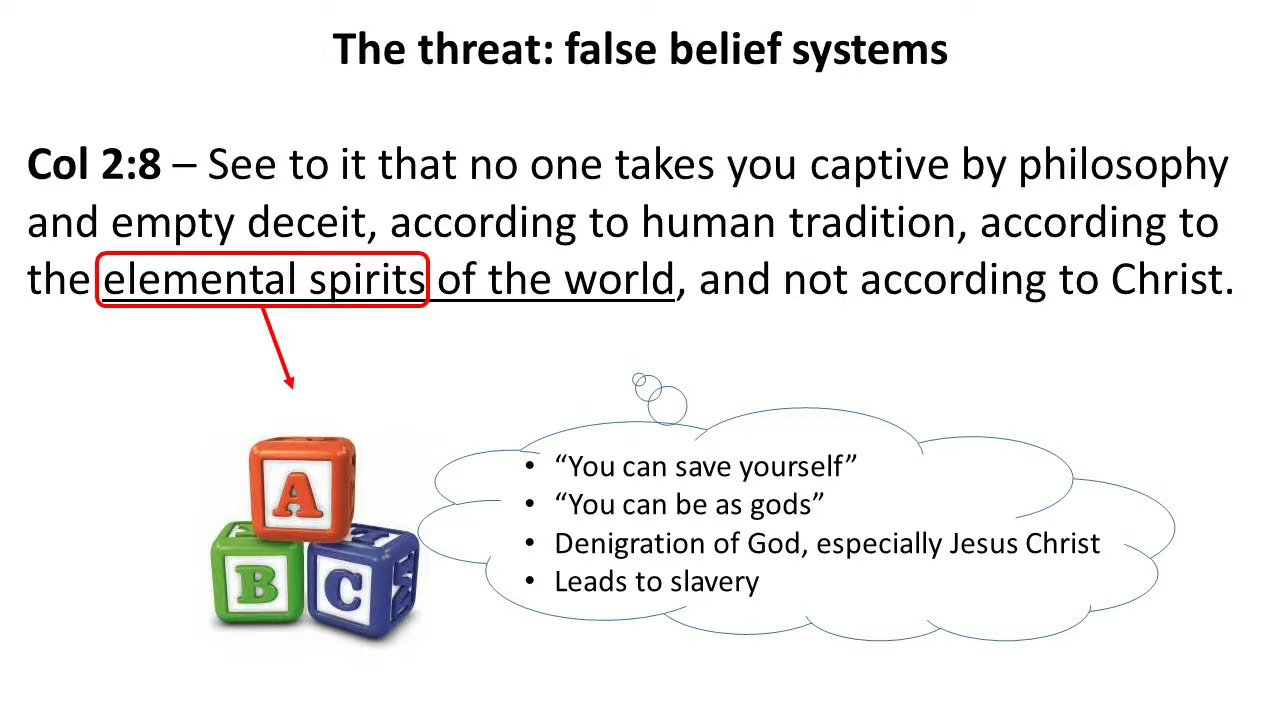 The threat: false belief systems
Col 2:8 – See to it that no one takes you captive by philosophy
and empty deceit, according to human tradition, according to
the elemental spirits of the world, and not according to Christ.
A
B
C
• “You can save yourself”
• “You can be as gods”
• Denigration of God, especially Jesus Christ
• Leads to slavery